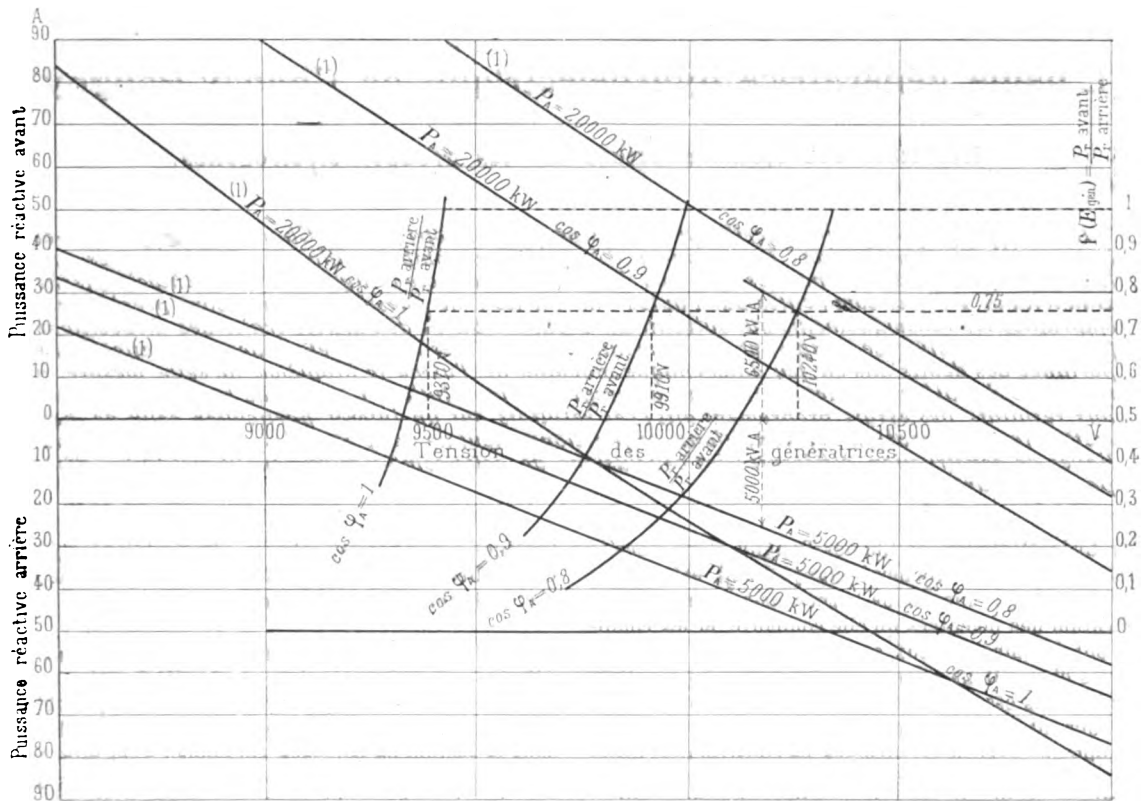 A
90
80
70
60
50
40
30
20
10
0
10
20
30
40
50
60
70
80
90
Puissance réactive avant
Puissance réactive arrière
(1)
(1)
(1)
(1)
(1)
(1)
P_A = 20000 kW cos φ_A = 0,8
P_A = 20000 kW cos φ_A = 0,9
P_A = 20000 kW cos φ_A = 1
P_r arrière
P_r avant
P_r arrière
P_r avant
P_r arrière
P_r avant
9370V
9910V
10240V
6500 kV A
5000 kV A
0,75
9000
9500
10000
10500
V
Tension des génératrices
cos φ_A = 1
cos φ_A = 0,9
cos φ_A = 0,8
P_A = 5000 kW cos φ_A = 0,8
P_A = 5000 kW cos φ_A = 0,9
P_A = 5000 kW cos φ_A = 1
ρ(E gén) = P_r avant
P_r arrière
1
0,9
0,8
0,7
0,6
0,5
0,4
0,3
0,2
0,1
0